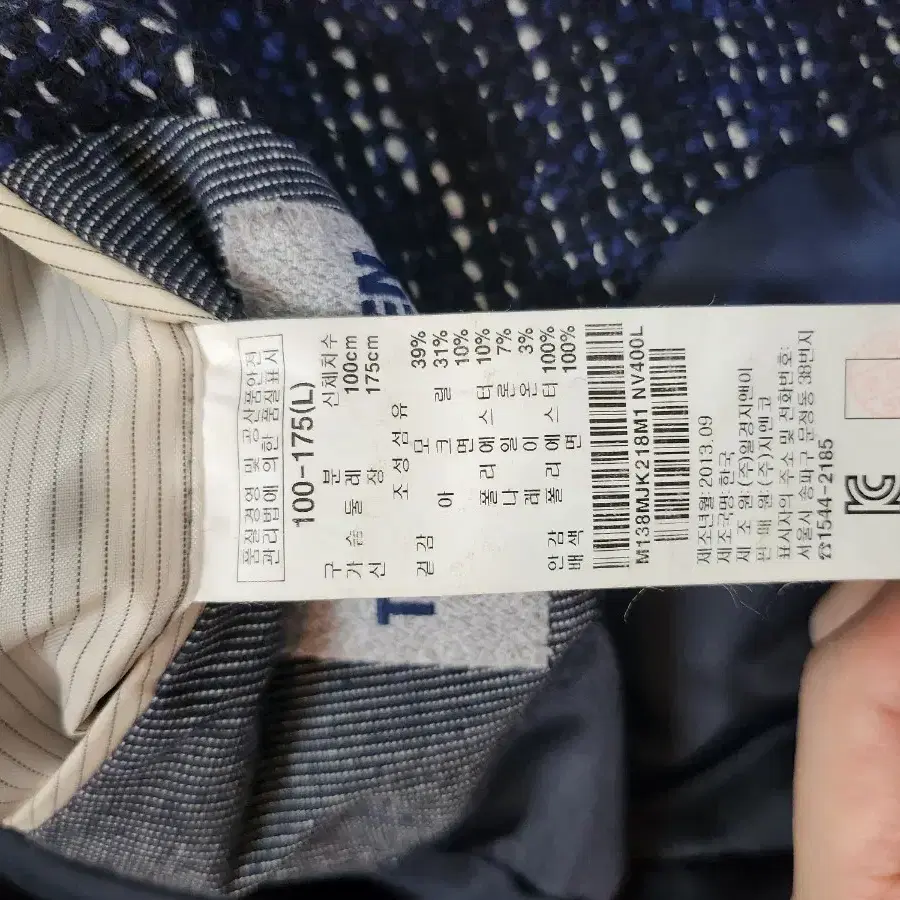 품질경영 및 공산품안전
관리법에 의한 품질표시
100-175(L)
구 분 신체치수
가슴둘레 100cm
신 장 175cm
조성섬유
겉감 모 39%
아크릴 31%
면 10%
폴리에스터 10%
나일론 7%
레이온 3%
안감 폴리에스터 100%
배색 면 100%
M138MJK218M1 NV400L
제조년월:2013.09
제조국명:한국
제 조 원:(주)일경지앤이
판 매 원:(주)지앤코
표시자의 주소 및 전화번호:
서울시 송파구 문정동 38번지
☎1544-2185
KC